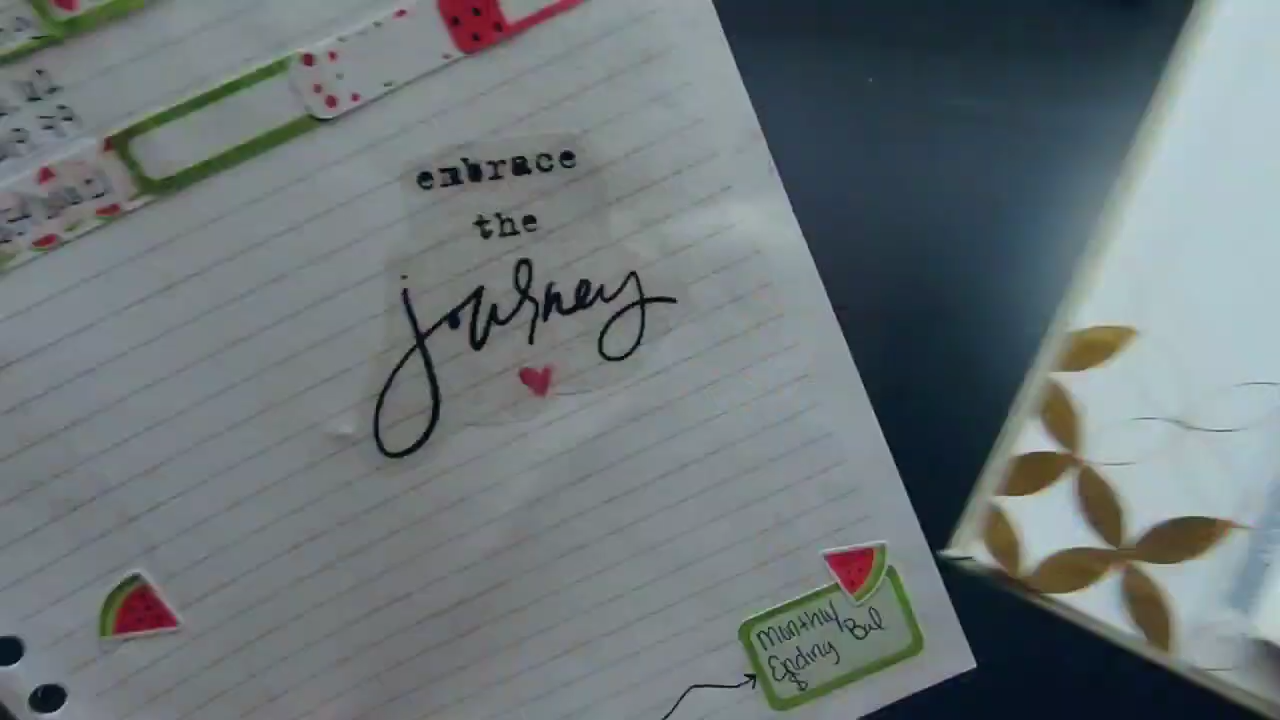 embrace
the
journey
Monthly/
Ending Bal
$